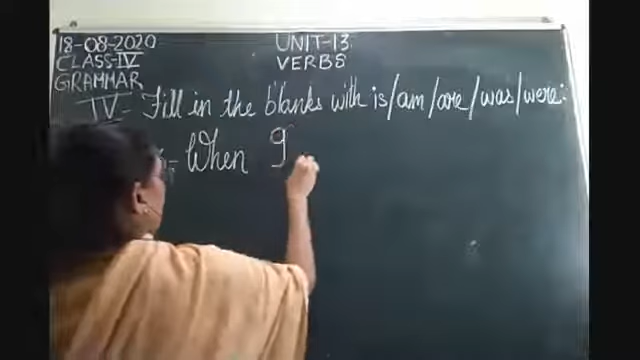 18-08-2020
CLASS-IV
GRAMMAR
UNIT-13
VERBS
IV- Fill in the blanks with is/am/are/was/were:
When I